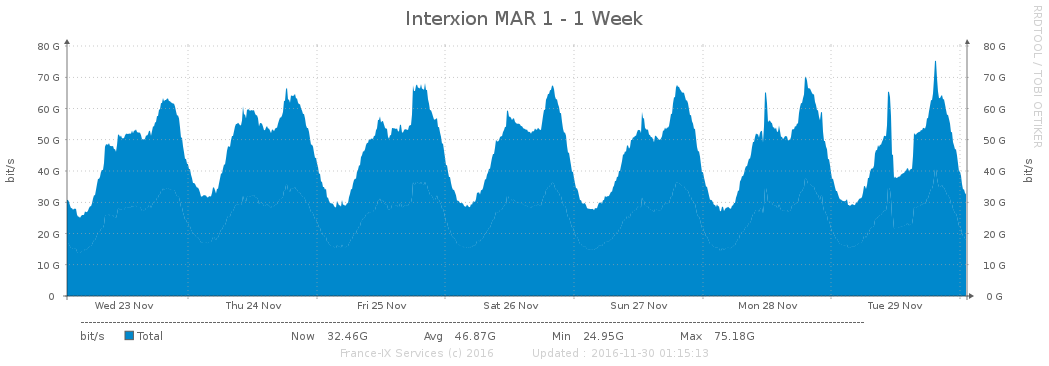 Interxion MAR 1 - 1 Week
RRDTOOL / TOBI OETIKER
80 G 80 G
70 G 70 G
60 G 60 G
50 G 50 G
40 G 40 G
30 G 30 G
20 G 20 G
10 G 10 G
0 0 G
bit/s
bit/s
Wed 23 Nov Thu 24 Nov Fri 25 Nov Sat 26 Nov Sun 27 Nov Mon 28 Nov Tue 29 Nov
bit/s Total Now 32.46G Avg 46.87G Min 24.95G Max 75.18G
France-IX Services (c) 2016 Updated : 2016-11-30 01:15:13